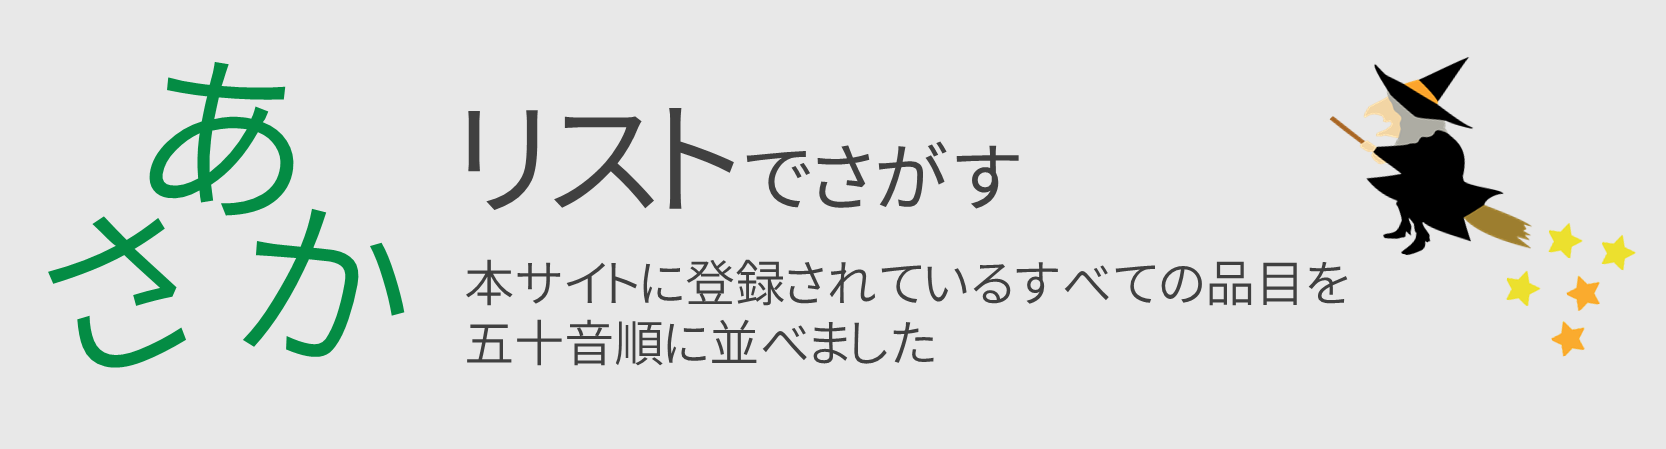 あ
さ か
リストでさがす
本サイトに登録されているすべての品目を
五十音順に並べました